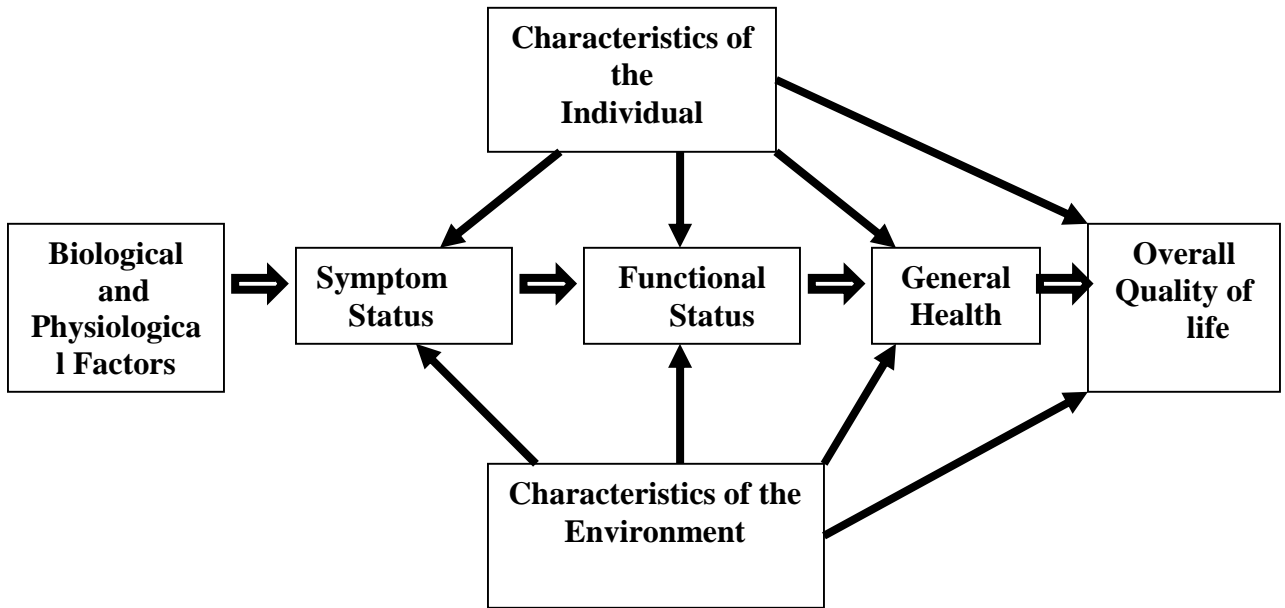 Characteristics of
the
Individual
Biological
and
Physiologica
l Factors
Symptom
Status
Functional
Status
General
Health
Overall
Quality of
life
Characteristics of the
Environment